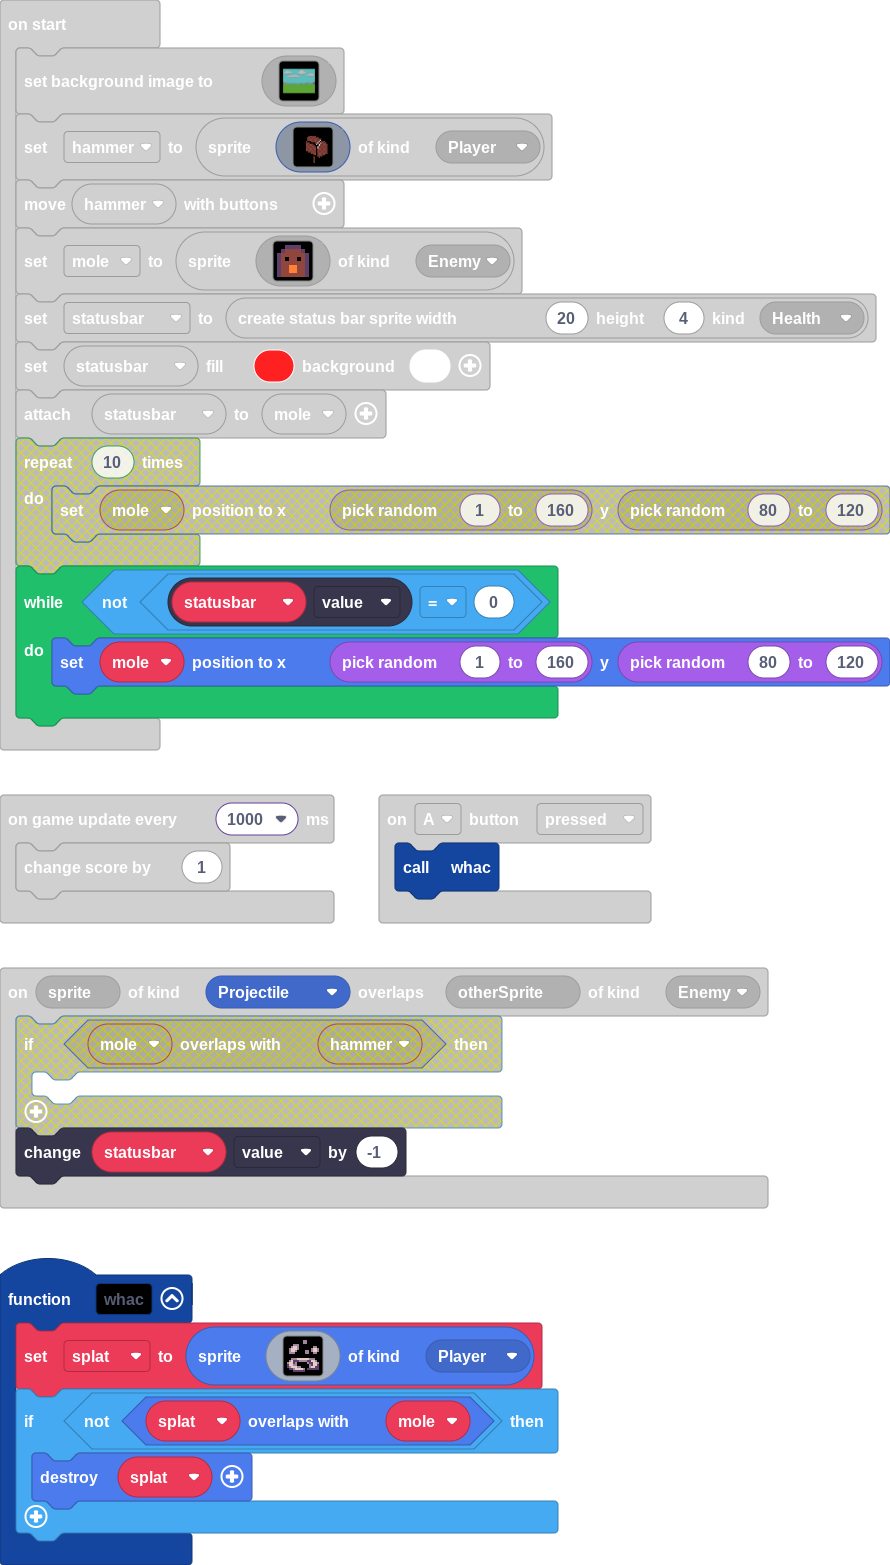 on start
set background image to
set hammer to sprite of kind Player
move hammer with buttons
set mole to sprite of kind Enemy
set statusbar to create status bar sprite width 20 height 4 kind Health
set statusbar fill background
attach statusbar to mole
repeat 10 times
do set mole position to x pick random 1 to 160 y pick random 80 to 120
while not statusbar value = 0
do set mole position to x pick random 1 to 160 y pick random 80 to 120
on game update every 1000 ms
change score by 1
on A button pressed
call whac
on sprite of kind Projectile overlaps otherSprite of kind Enemy
if mole overlaps with hammer then
change statusbar value by -1
function whac
set splat to sprite of kind Player
if not splat overlaps with mole then
destroy splat